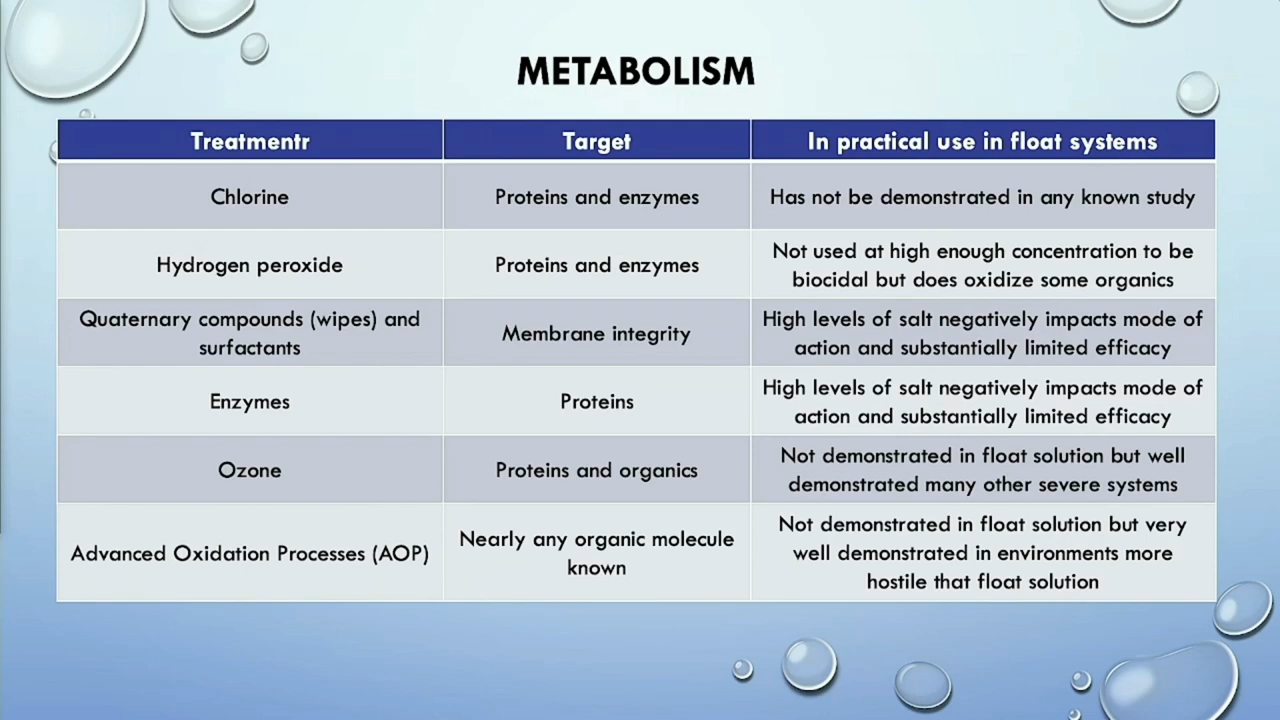 METABOLISM
Treatmentr
Target
In practical use in float systems
Chlorine
Proteins and enzymes
Has not be demonstrated in any known study
Hydrogen peroxide
Proteins and enzymes
Not used at high enough concentration to be
biocidal but does oxidize some organics
Quaternary compounds (wipes) and
surfactants
Membrane integrity
High levels of salt negatively impacts mode of
action and substantially limited efficacy
Enzymes
Proteins
High levels of salt negatively impacts mode of
action and substantially limited efficacy
Ozone
Proteins and organics
Not demonstrated in float solution but well
demonstrated many other severe systems
Advanced Oxidation Processes (AOP)
Nearly any organic molecule
known
Not demonstrated in float solution but very
well demonstrated in environments more
hostile that float solution